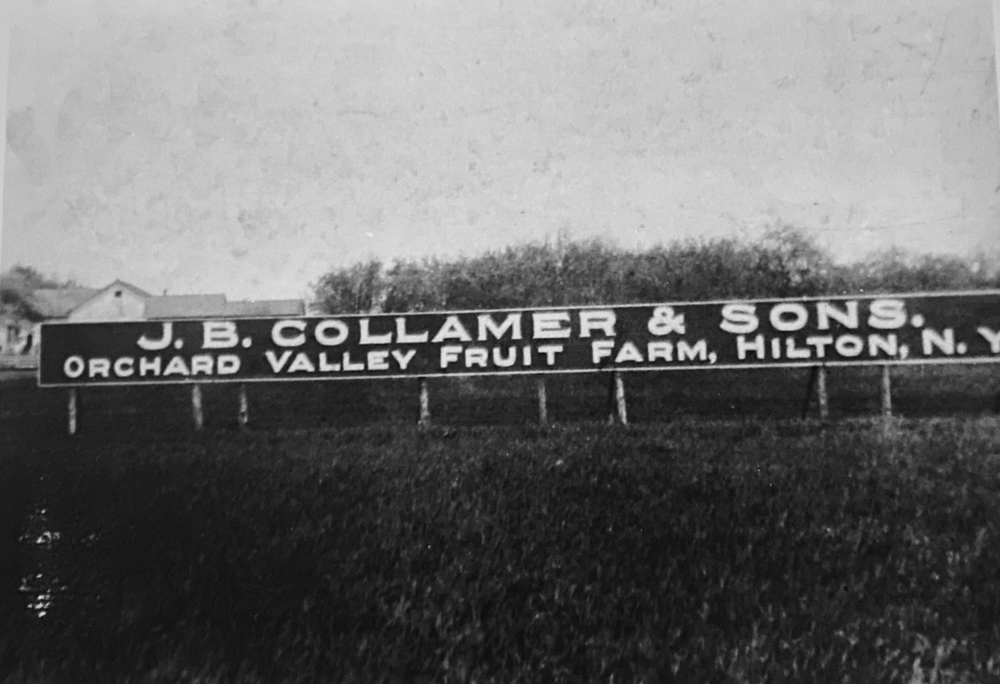 J. B. COLLAMER & SONS.
ORCHARD VALLEY FRUIT FARM, HILTON, N. Y